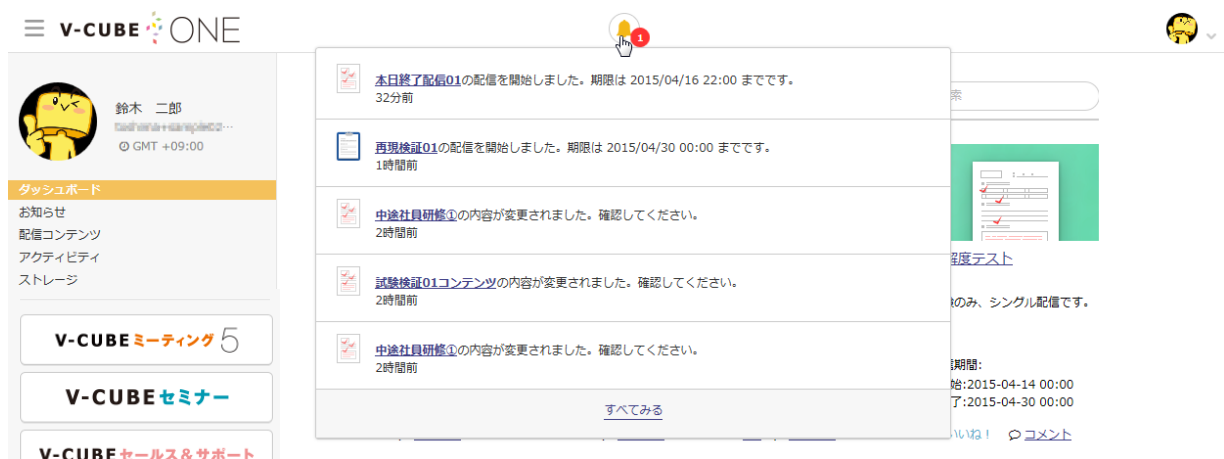 V-CUBE ONE
1
鈴木 二郎
GMT +09:00
ダッシュボード
お知らせ
配信コンテンツ
アクティビティ
ストレージ
V-CUBE ミーティング 5
V-CUBE セミナー
V-CUBE セールス&サポート
本日終了配信01の配信を開始しました。期限は 2015/04/16 22:00 までです。
32分前
再現検証01の配信を開始しました。期限は 2015/04/30 00:00 までです。
1時間前
中途社員研修①の内容が変更されました。確認してください。
2時間前
試験検証01コンテンツの内容が変更されました。確認してください。
2時間前
中途社員研修①の内容が変更されました。確認してください。
2時間前
すべてみる
索
解度テスト
のみ、シングル配信です。
期間:
始:2015-04-14 00:00
了:2015-04-30 00:00
いいね！ コメント